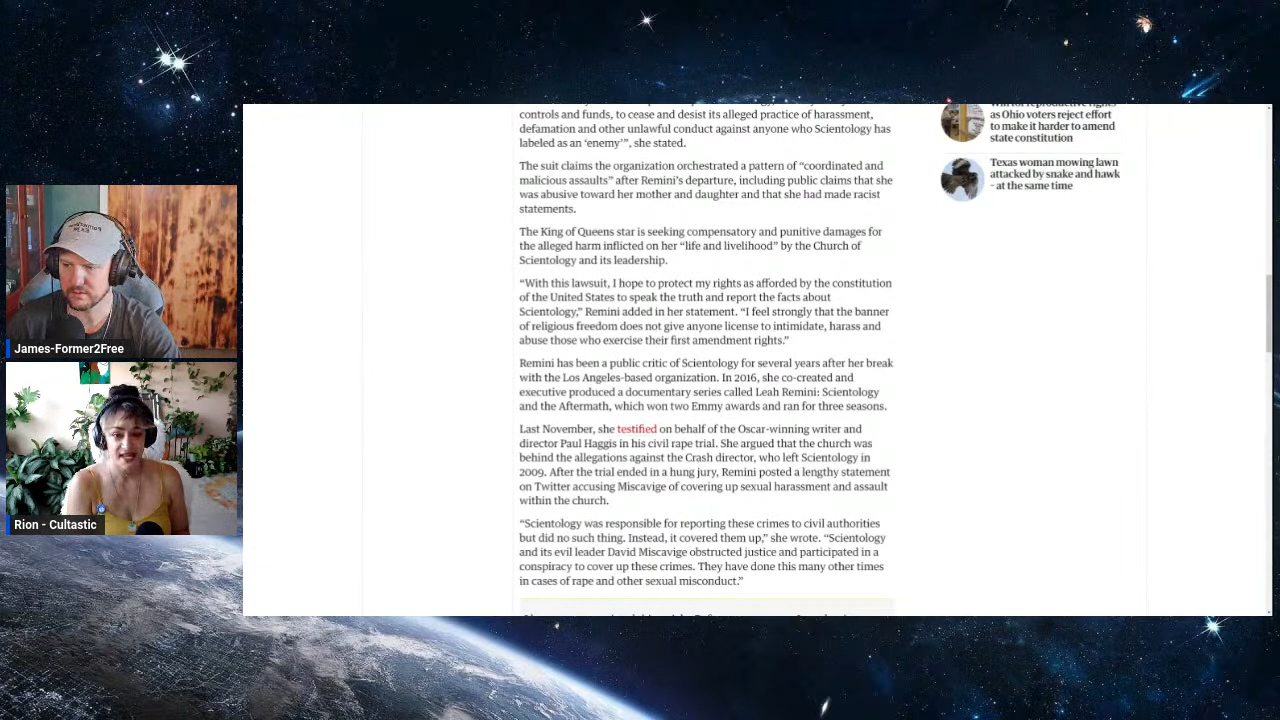 controls and funds, to cease and desist its alleged practice of harassment,
defamation and other unlawful conduct against anyone who Scientology has
labeled as an ‘enemy’”, she stated.
The suit claims the organization orchestrated a pattern of “coordinated and
malicious assaults” after Remini’s departure, including public claims that she
was abusive toward her mother and daughter and that she had made racist
statements.
The King of Queens star is seeking compensatory and punitive damages for
the alleged harm inflicted on her “life and livelihood” by the Church of
Scientology and its leadership.
“With this lawsuit, I hope to protect my rights as afforded by the constitution
of the United States to speak the truth and report the facts about
Scientology,” Remini added in her statement. “I feel strongly that the banner
of religious freedom does not give anyone license to intimidate, harass and
abuse those who exercise their first amendment rights.”
Remini has been a public critic of Scientology for several years after her break
with the Los Angeles-based organization. In 2016, she co-created and
executive produced a documentary series called Leah Remini: Scientology
and the Aftermath, which won two Emmy awards and ran for three seasons.
Last November, she testified on behalf of the Oscar-winning writer and
director Paul Haggis in his civil rape trial. She argued that the church was
behind the allegations against the Crash director, who left Scientology in
2009. After the trial ended in a hung jury, Remini posted a lengthy statement
on Twitter accusing Miscavige of covering up sexual harassment and assault
within the church.
“Scientology was responsible for reporting these crimes to civil authorities
but did no such thing. Instead, it covered them up,” she wrote. “Scientology
and its evil leader David Miscavige obstructed justice and participated in a
conspiracy to cover up these crimes. They have done this many other times
in cases of rape and other sexual misconduct.”
Win for reproductive rights
as Ohio voters reject effort
to make it harder to amend
state constitution
Texas woman mowing lawn
attacked by snake and hawk
– at the same time
James-Former2Free
Rion - Cultastic